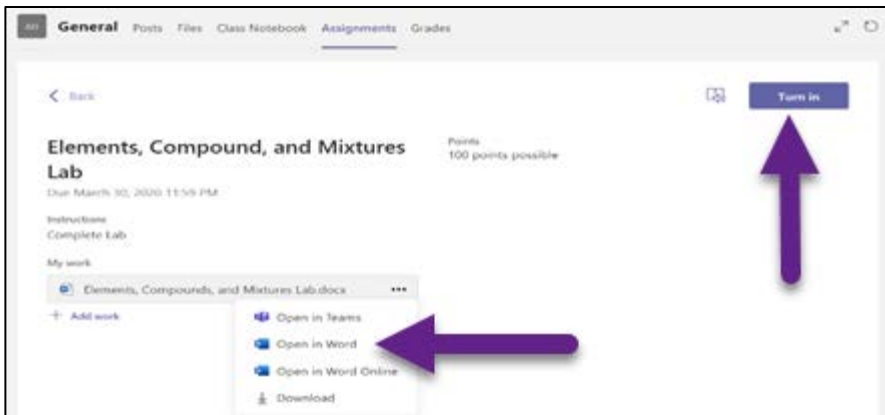 General Posts Files Class Notebook Assignments Grades
Back
Turn in
Elements, Compound, and Mixtures
Lab
Due March 30, 2020 11:59 PM
Points
100 points possible
Instructions
Complete Lab
My work
Elements, Compounds, and Mixtures Lab.docx
+ Add work
Open in Teams
Open in Word
Open in Word Online
Download